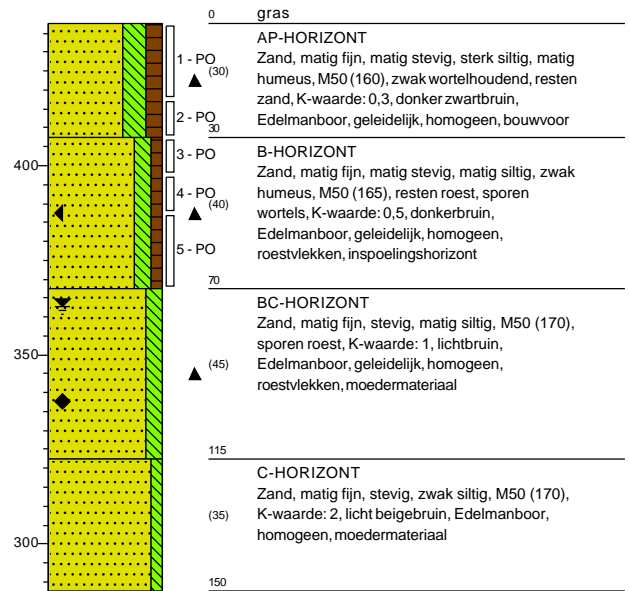 0 gras
AP-HORIZONT
Zand, matig fijn, matig stevig, sterk siltig, matig
humeus, M50 (160), zwak wortelhoudend, resten
zand, K-waarde: 0,3, donker zwartbruin,
Edelmanboor, geleidelijk, homogeen, bouwvoor
1 - PO
(30)
2 - PO
30
B-HORIZONT
Zand, matig fijn, matig stevig, matig siltig, zwak
humeus, M50 (165), resten roest, sporen
wortels, K-waarde: 0,5, donkerbruin,
Edelmanboor, geleidelijk, homogeen,
roestvlekken, inspoelingshorizont
3 - PO
400
4 - PO
(40)
5 - PO
70
BC-HORIZONT
Zand, matig fijn, stevig, matig siltig, M50 (170),
sporen roest, K-waarde: 1, lichtbruin,
Edelmanboor, geleidelijk, homogeen,
roestvlekken, moedermateriaal
350
(45)
115
C-HORIZONT
Zand, matig fijn, stevig, zwak siltig, M50 (170),
K-waarde: 2, licht beigebruin, Edelmanboor,
homogeen, moedermateriaal
(35)
300
150